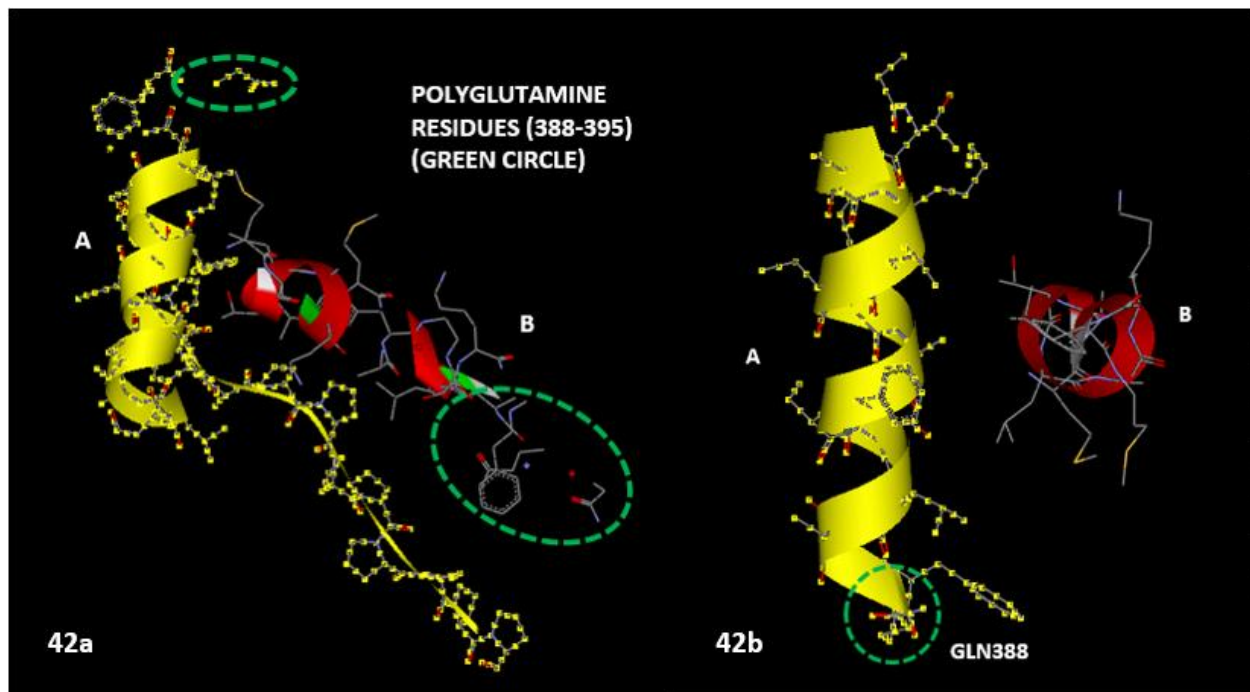 POLYGLUTAMINE
RESIDUES (388-395)
(GREEN CIRCLE)
A
B
42a
A
B
42b
GLN388